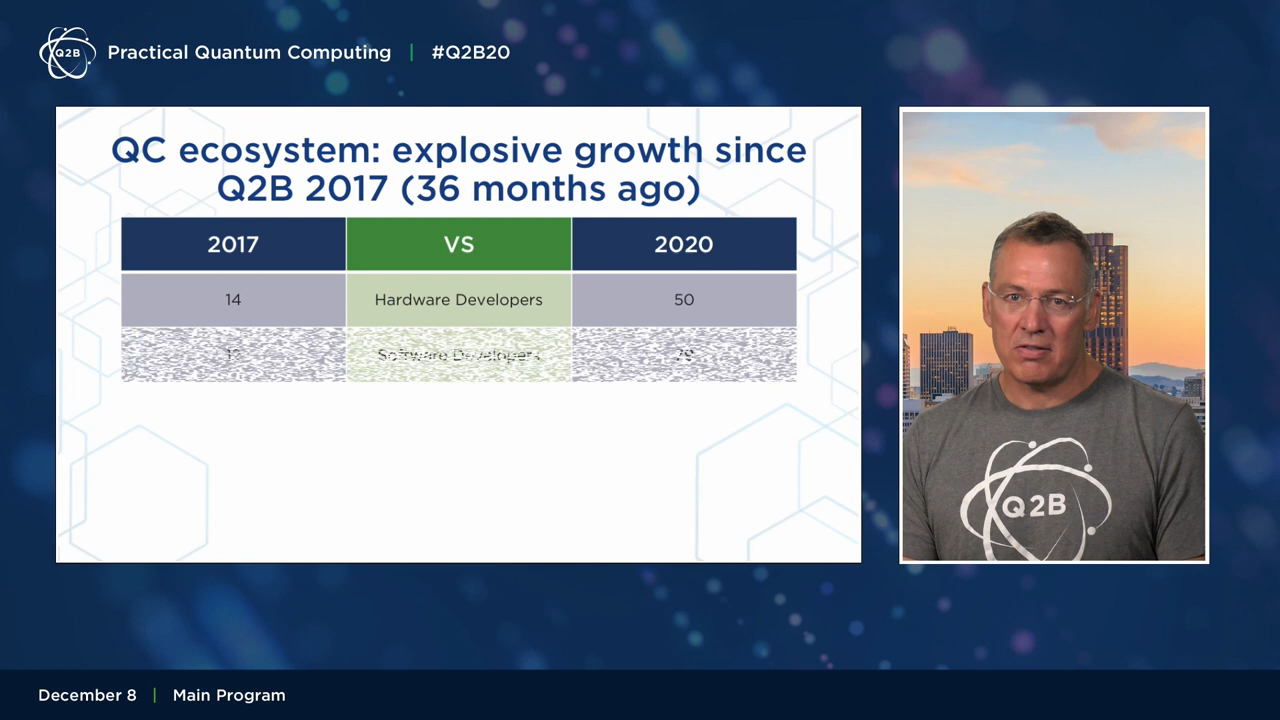 Q2B
Practical Quantum Computing | #Q2B20
QC ecosystem: explosive growth since
Q2B 2017 (36 months ago)
2017 VS 2020
14 Hardware Developers 50
Software Developers
Q2B
December 8 | Main Program